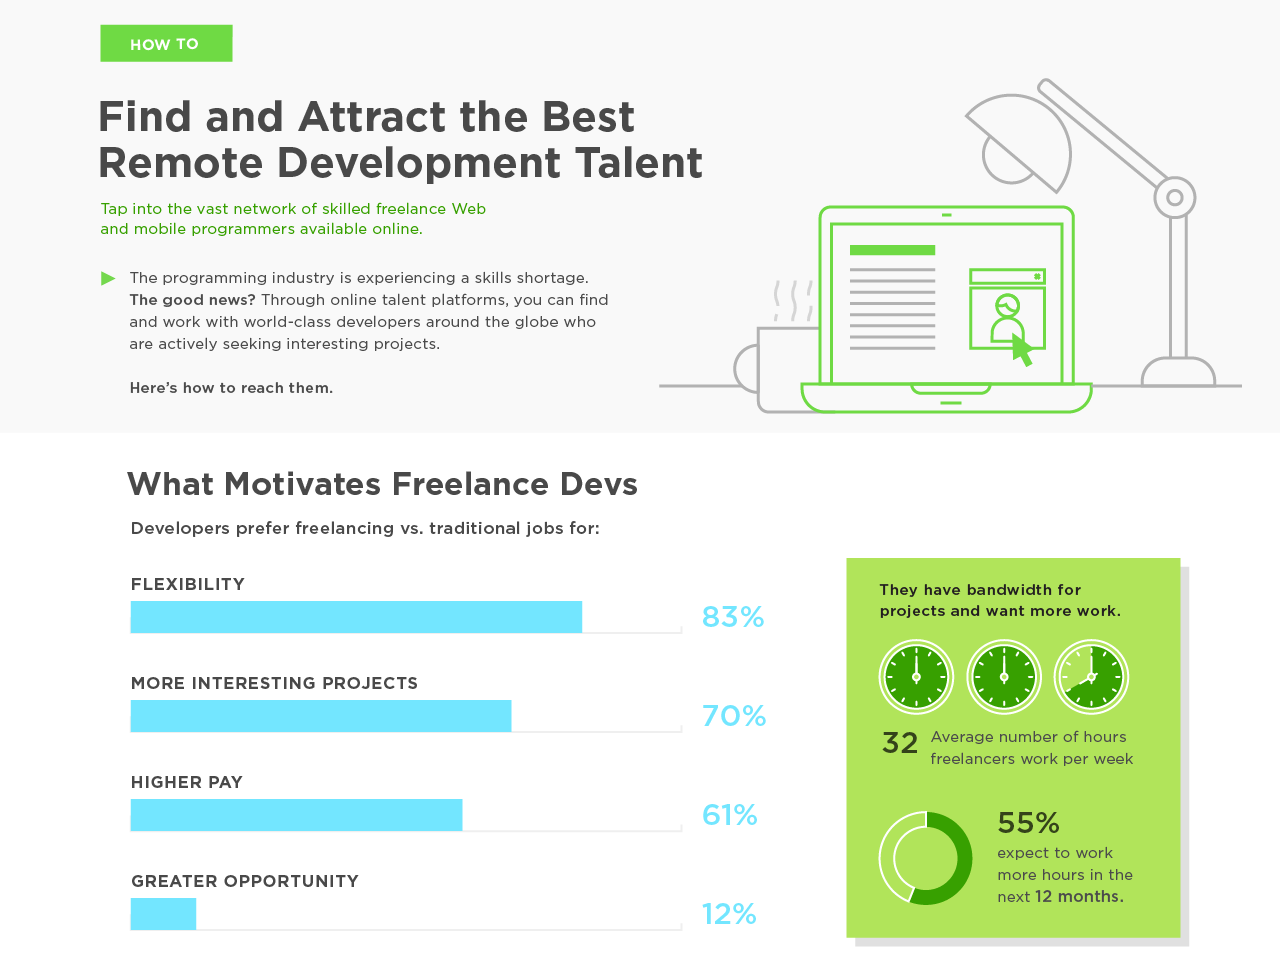 HOW TO
Find and Attract the Best
Remote Development Talent
Tap into the vast network of skilled freelance Web
and mobile programmers available online.
The programming industry is experiencing a skills shortage.
The good news? Through online talent platforms, you can find
and work with world-class developers around the globe who
are actively seeking interesting projects.
Here’s how to reach them.
What Motivates Freelance Devs
Developers prefer freelancing vs. traditional jobs for:
FLEXIBILITY
83%
MORE INTERESTING PROJECTS
70%
HIGHER PAY
61%
GREATER OPPORTUNITY
12%
They have bandwidth for
projects and want more work.
32
Average number of hours
freelancers work per week
55%
expect to work
more hours in the
next 12 months.